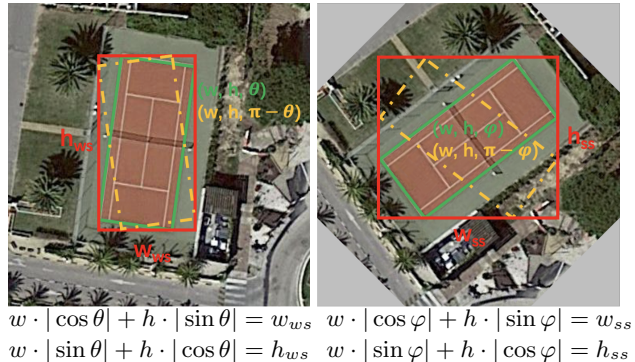 (w, h, θ)
(w, h, π − θ)
h_ws
w_ws
(w, h, φ)
(w, h, π − φ)
h_ss
w_ss
w · | cos θ| + h · | sin θ| = w_ws
w · | sin θ| + h · | cos θ| = h_ws
w · | cos φ| + h · | sin φ| = w_ss
w · | sin φ| + h · | cos φ| = h_ss